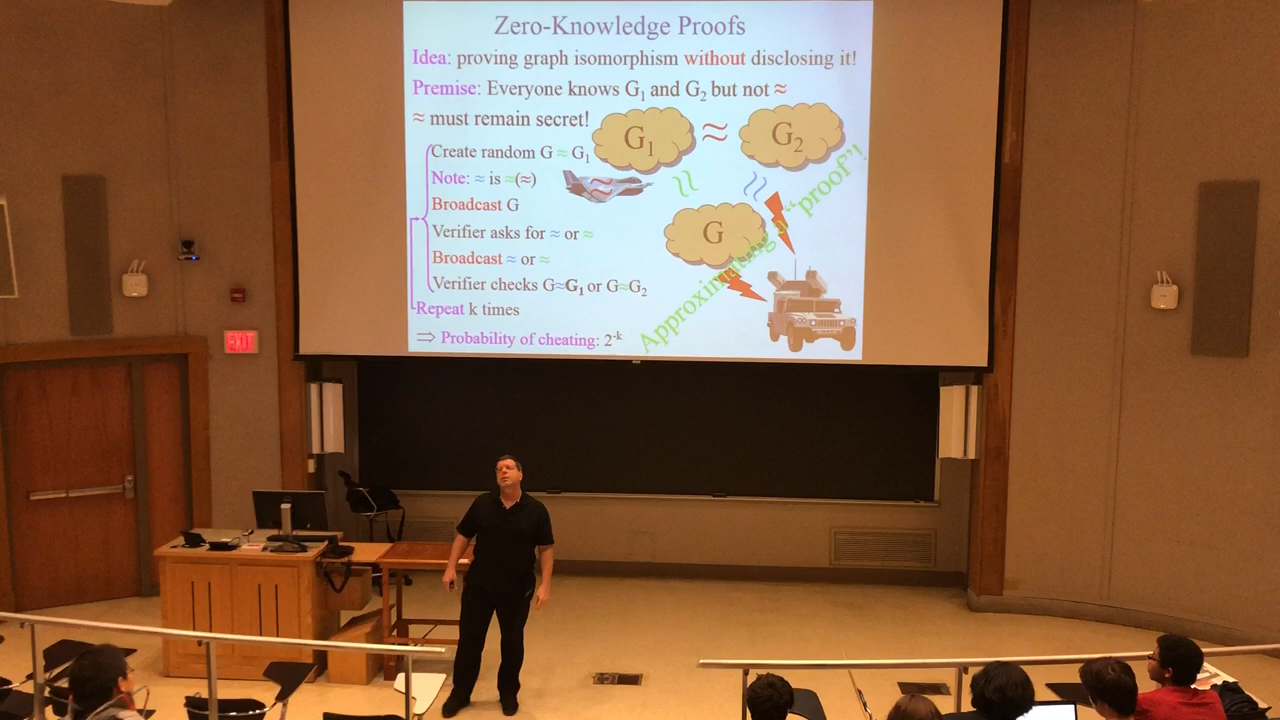 Zero-Knowledge Proofs
Idea: proving graph isomorphism without disclosing it!
Premise: Everyone knows G₁ and G₂ but not ≈
≈ must remain secret!
G₁ ≈ G₂
Create random G ≈ G₁
Note: ≈ is ≈(≈)
≈
≈ ≈
Broadcast G
G
Verifier asks for ≈ or ≈
Broadcast ≈ or ≈
Verifier checks G≈G₁ or G≈G₂
Repeat k times
⇒ Probability of cheating: 2⁻ᵏ
Approximating a "proof"!
EXIT